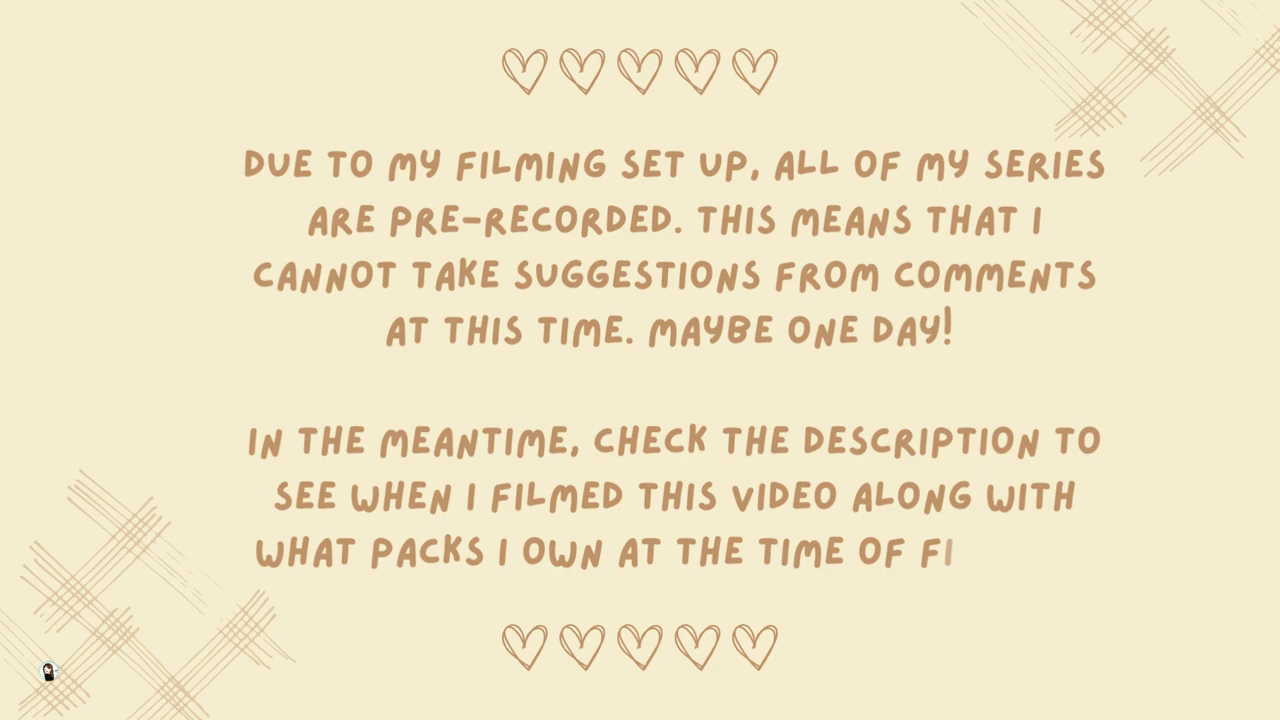 DUE TO MY FILMING SET UP, ALL OF MY SERIES
ARE PRE-RECORDED. THIS MEANS THAT I
CANNOT TAKE SUGGESTIONS FROM COMMENTS
AT THIS TIME. MAYBE ONE DAY!
IN THE MEANTIME, CHECK THE DESCRIPTION TO
SEE WHEN I FILMED THIS VIDEO ALONG WITH
WHAT PACKS I OWN AT THE TIME OF FI